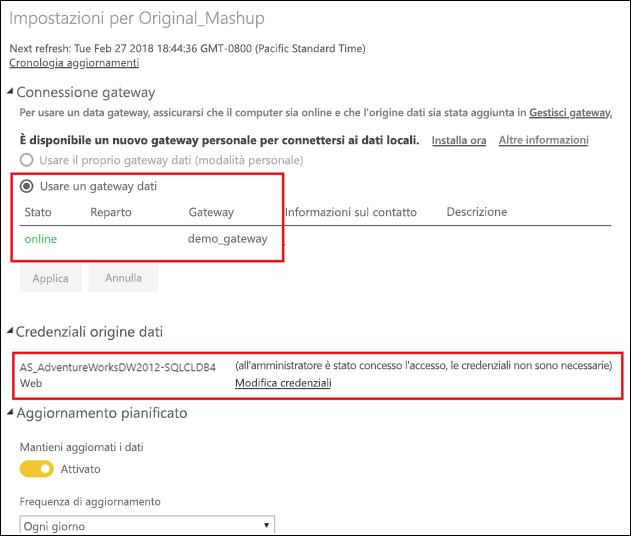 Impostazioni per Original_Mashup
Next refresh: Tue Feb 27 2018 18:44:36 GMT-0800 (Pacific Standard Time)
Cronologia aggiornamenti
Connessione gateway
Per usare un data gateway, assicurarsi che il computer sia online e che l'origine dati sia stata aggiunta in Gestisci gateway.
È disponibile un nuovo gateway personale per connettersi ai dati locali. Installa ora Altre informazioni
Usare il proprio gateway dati (modalità personale)
Usare un gateway dati
Stato Reparto Gateway Informazioni sul contatto Descrizione
online demo_gateway
Applica Annulla
Credenziali origine dati
AS_AdventureWorksDW2012-SQLCLDB4 (all'amministratore è stato concesso l'accesso, le credenziali non sono necessarie)
Web Modifica credenziali
Aggiornamento pianificato
Mantieni aggiornati i dati
Attivato
Frequenza di aggiornamento
Ogni giorno